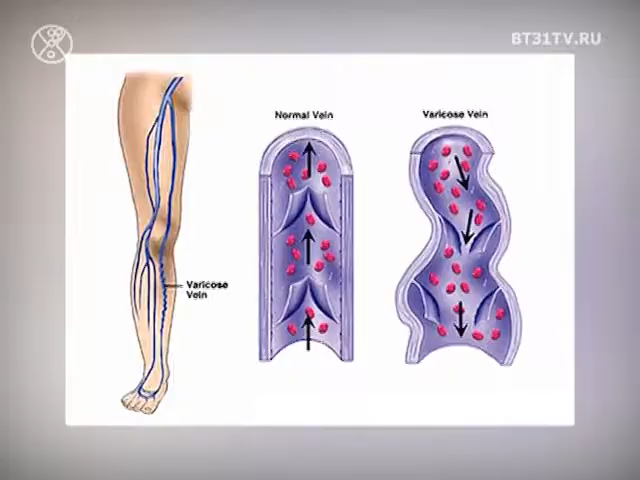 BT31TV.RU
Normal Vein
Varicose Vein
Varicose
Vein